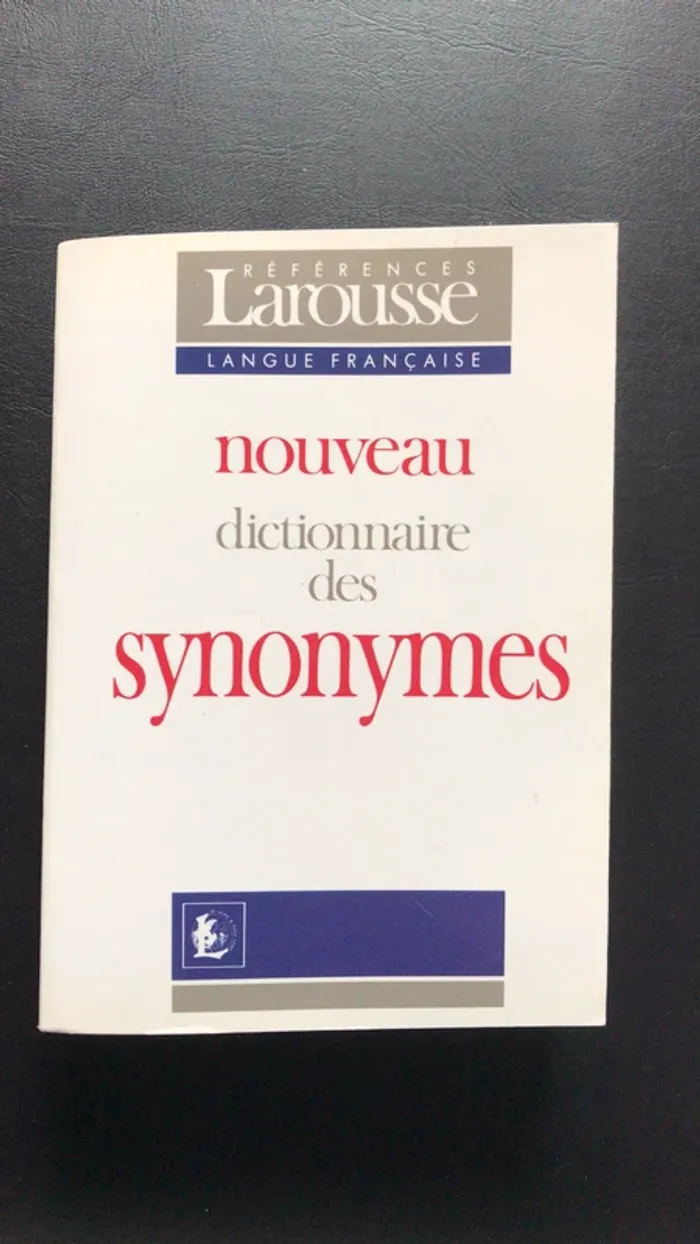 RÉFÉRENCES
Larousse
LANGUE FRANÇAISE
nouveau
dictionnaire
des
synonymes